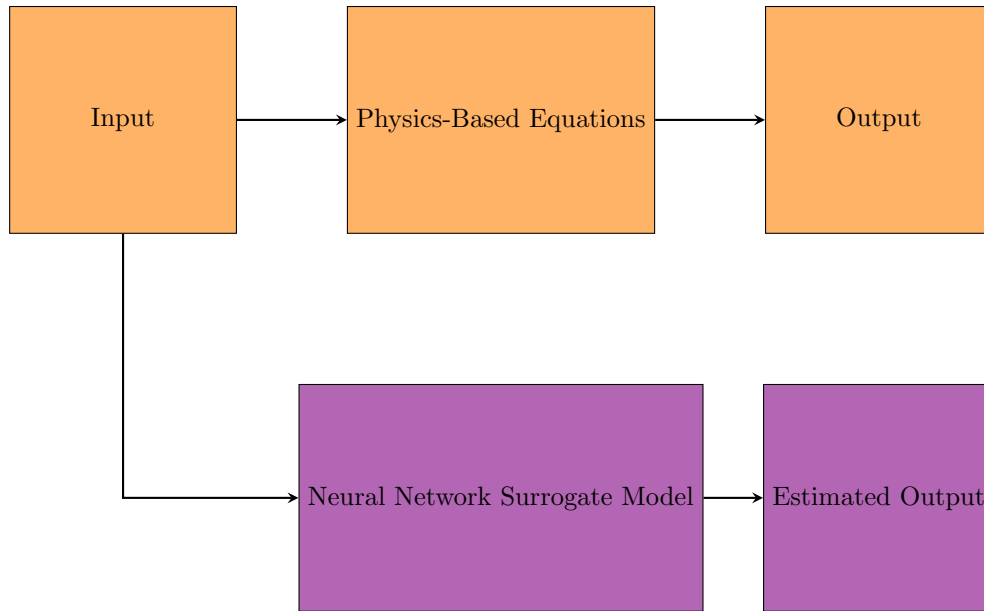 Input
Physics-Based Equations
Output
Neural Network Surrogate Model
Estimated Output